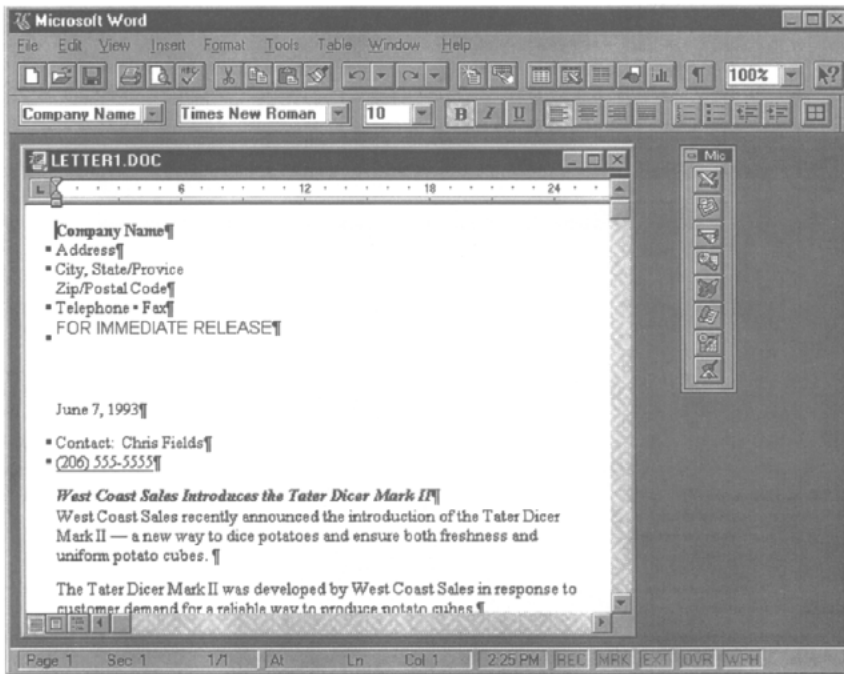 Microsoft Word
File Edit View Insert Format Tools Table Window Help
100%
Company Name Times New Roman 10 B I U
LETTER1.DOC
Mic
6 12 18 24
Company Name¶
Address¶
City, State/Provice
Zip/Postal Code¶
Telephone ▪ Fax¶
FOR IMMEDIATE RELEASE¶
June 7, 1993¶
Contact: Chris Fields¶
(206) 555-5555¶
West Coast Sales Introduces the Tater Dicer Mark II¶
West Coast Sales recently announced the introduction of the Tater Dicer
Mark II — a new way to dice potatoes and ensure both freshness and
uniform potato cubes. ¶
The Tater Dicer Mark II was developed by West Coast Sales in response to
customer demand for a reliable way to produce potato cubes.¶
Page 1 Sec 1 1/1 At Ln Col 1 2:25 PM REC MRK EXT OVR WPH